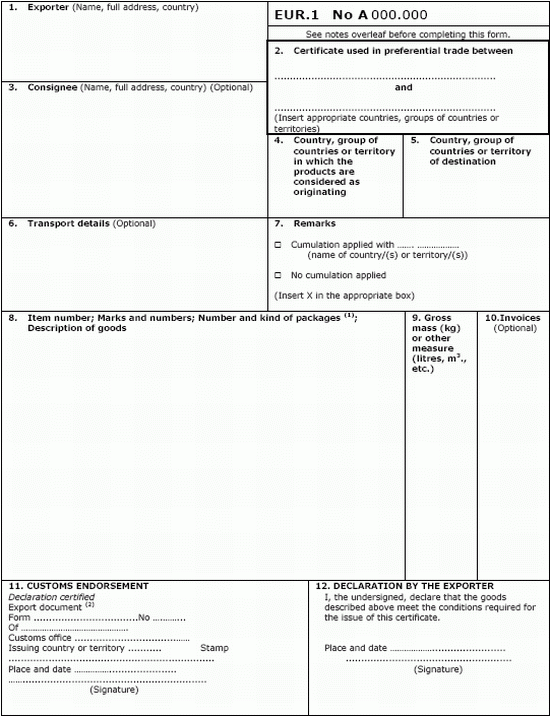 1. Exporter (Name, full address, country)
EUR.1 No A 000.000
See notes overleaf before completing this form.
2. Certificate used in preferential trade between
.......................................................................
and
.......................................................................
(Insert appropriate countries, groups of countries or
territories)
3. Consignee (Name, full address, country) (Optional)
4. Country, group of
countries or territory
in which the
products are
considered as
originating
5. Country, group of
countries or territory
of destination
6. Transport details (Optional)
7. Remarks
☐ Cumulation applied with ...... ...............
(name of country/(s) or territory/(s))
☐ No cumulation applied
(Insert X in the appropriate box)
8. Item number; Marks and numbers; Number and kind of packages (1);
Description of goods
9. Gross
mass (kg)
or other
measure
(litres, m³.,
etc.)
10.Invoices
(Optional)
11. CUSTOMS ENDORSEMENT
Declaration certified
Export document (2)
Form ..................................No ...........
Of ...................................
Customs office .....................................
Issuing country or territory ........... Stamp
..................................................................
Place and date .................................
.......................................................
(Signature)
12. DECLARATION BY THE EXPORTER
I, the undersigned, declare that the goods
described above meet the conditions required for
the issue of this certificate.
Place and date .....................................
.....................................................
(Signature)